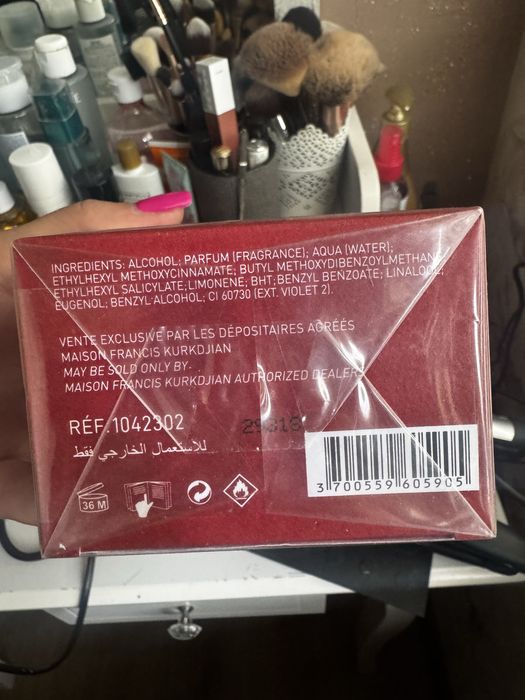 INGREDIENTS: ALCOHOL; PARFUM (FRAGRANCE); AQUA (WATER);
ETHYLHEXYL METHOXYCINNAMATE; BUTYL METHOXYDIBENZOYLMETHANE;
ETHYLHEXYL SALICYLATE; LIMONENE; BHT; BENZYL BENZOATE; LINALOOL;
EUGENOL; BENZYL ALCOHOL; CI 60730 (EXT. VIOLET 2).
VENTE EXCLUSIVE PAR LES DÉPOSITAIRES AGRÉÉS
MAISON FRANCIS KURKDJIAN
MAY BE SOLD ONLY BY
MAISON FRANCIS KURKDJIAN AUTHORIZED DEALERS
RÉF. 1042302
للاستعمال الخارجي فقط
36 M
3 700559 605905